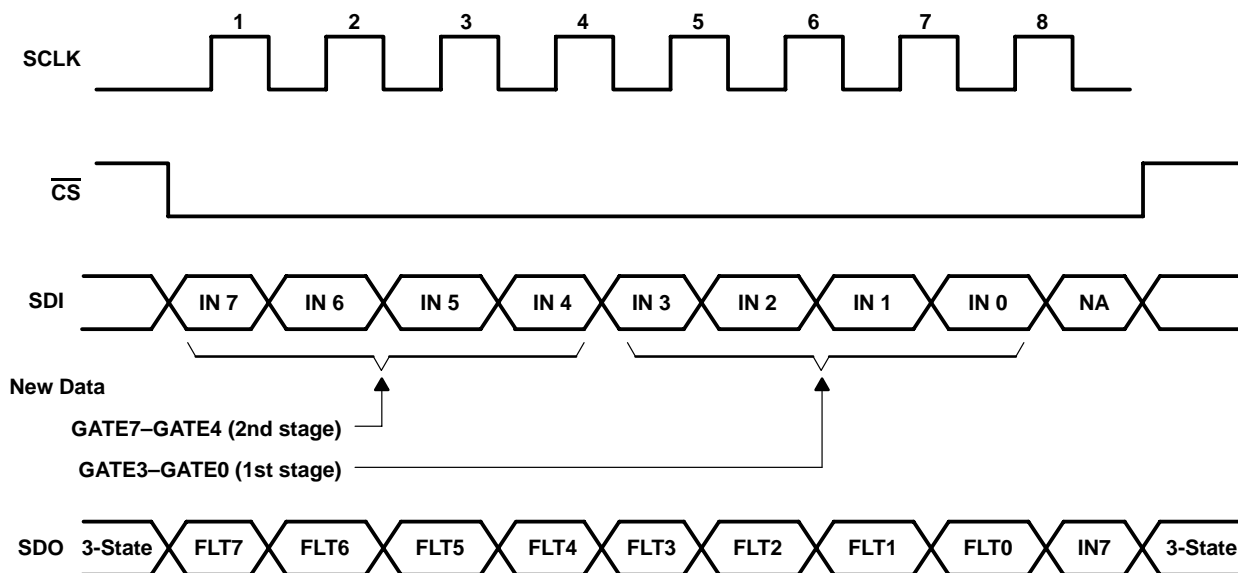 1 2 3 4 5 6 7 8
SCLK
CS
SDI IN 7 IN 6 IN 5 IN 4 IN 3 IN 2 IN 1 IN 0 NA
New Data
GATE7–GATE4 (2nd stage)
GATE3–GATE0 (1st stage)
SDO 3-State FLT7 FLT6 FLT5 FLT4 FLT3 FLT2 FLT1 FLT0 IN7 3-State